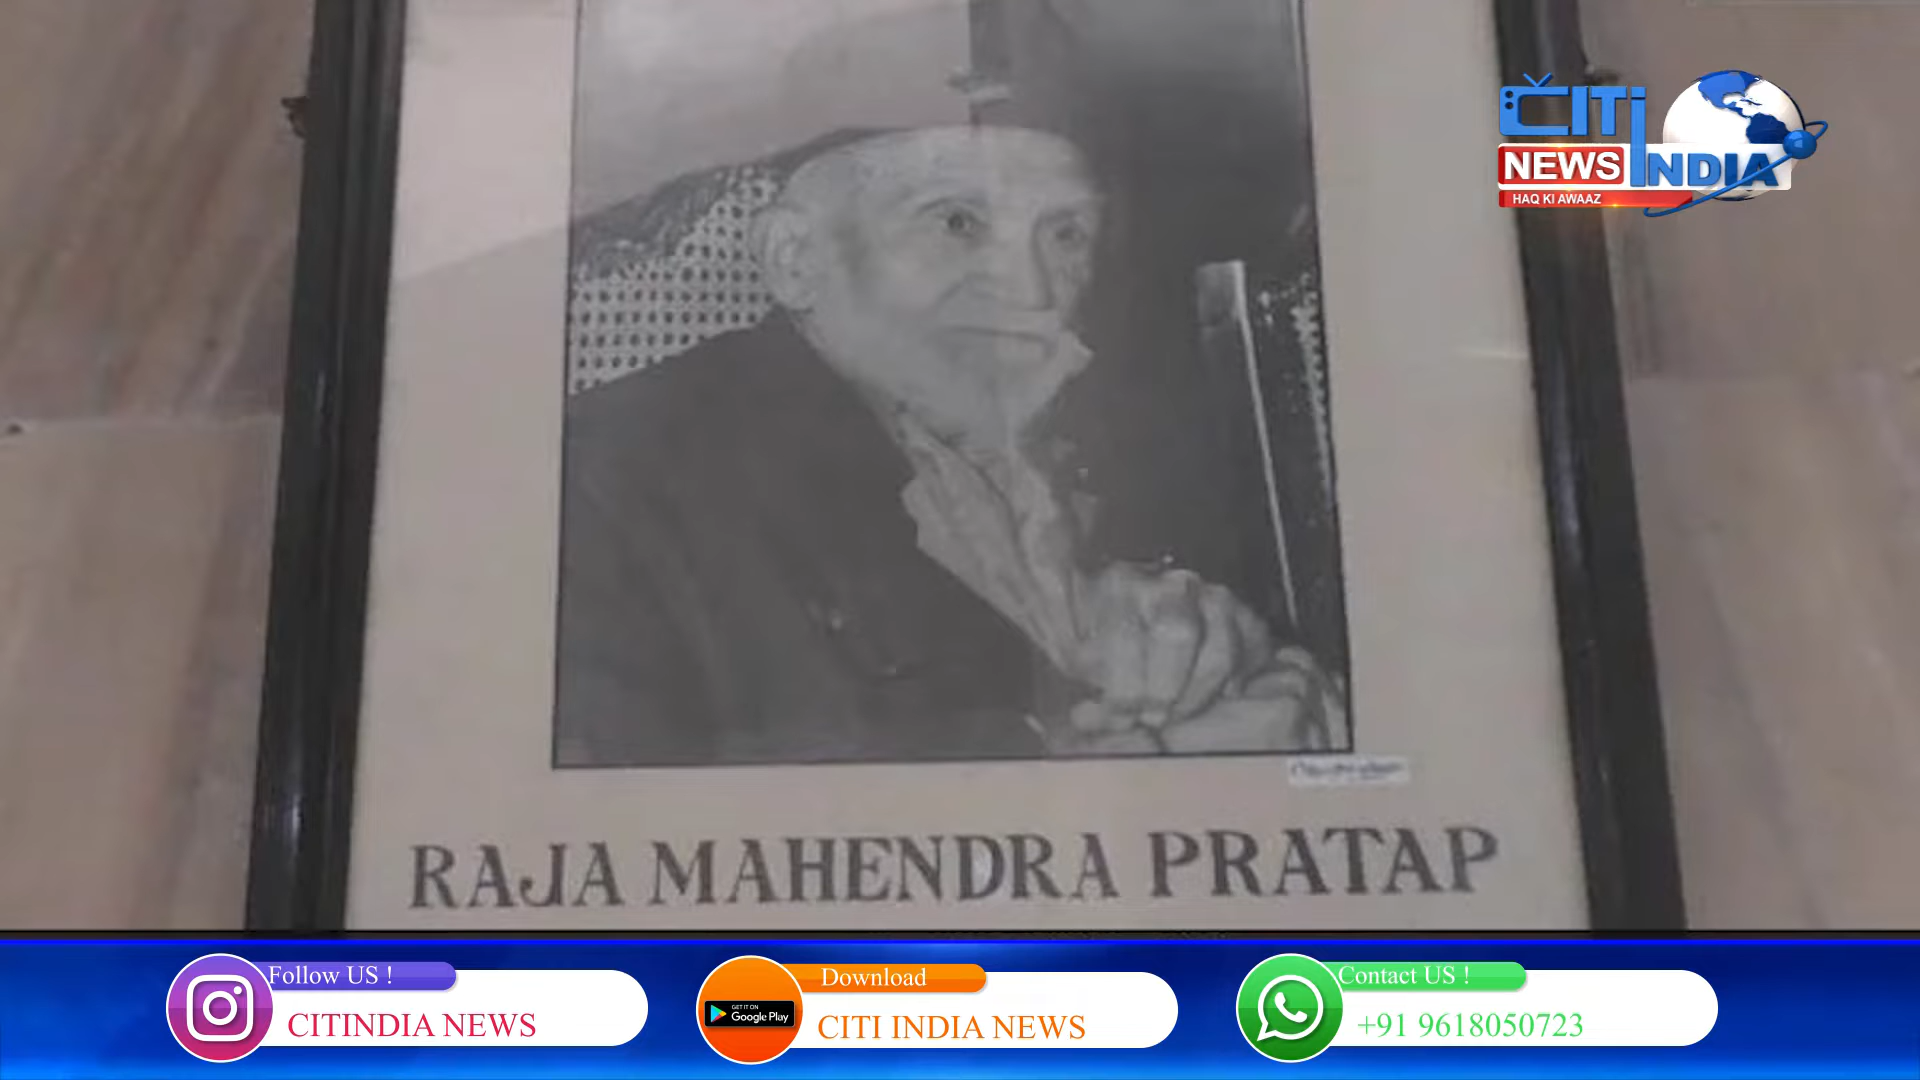 CITI
NEWS INDIA
HAQ KI AWAAZ
RAJA MAHENDRA PRATAP
Follow US !
CITINDIA NEWS
Download
GET IT ON
Google Play
CITI INDIA NEWS
Contact US !
+91 9618050723